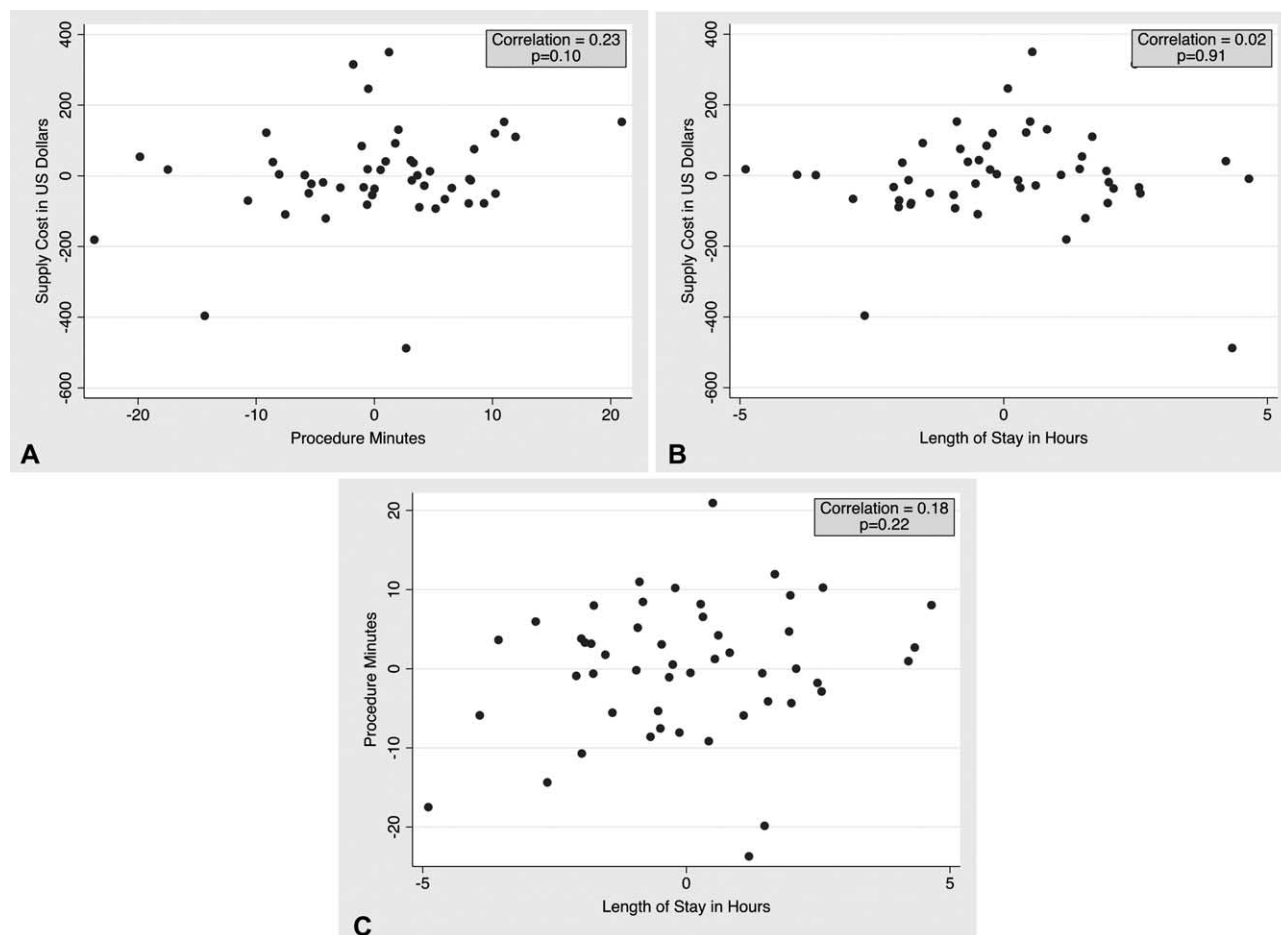 Correlation = 0.23
p=0.10
400
200
0
-200
-400
-600
Supply Cost in US Dollars
-20
-10
0
10
20
Procedure Minutes
A
Correlation = 0.02
p=0.91
400
200
0
-200
-400
-600
Supply Cost in US Dollars
-5
0
5
Length of Stay in Hours
B
Correlation = 0.18
p=0.22
20
10
0
-10
-20
Procedure Minutes
-5
0
5
Length of Stay in Hours
C